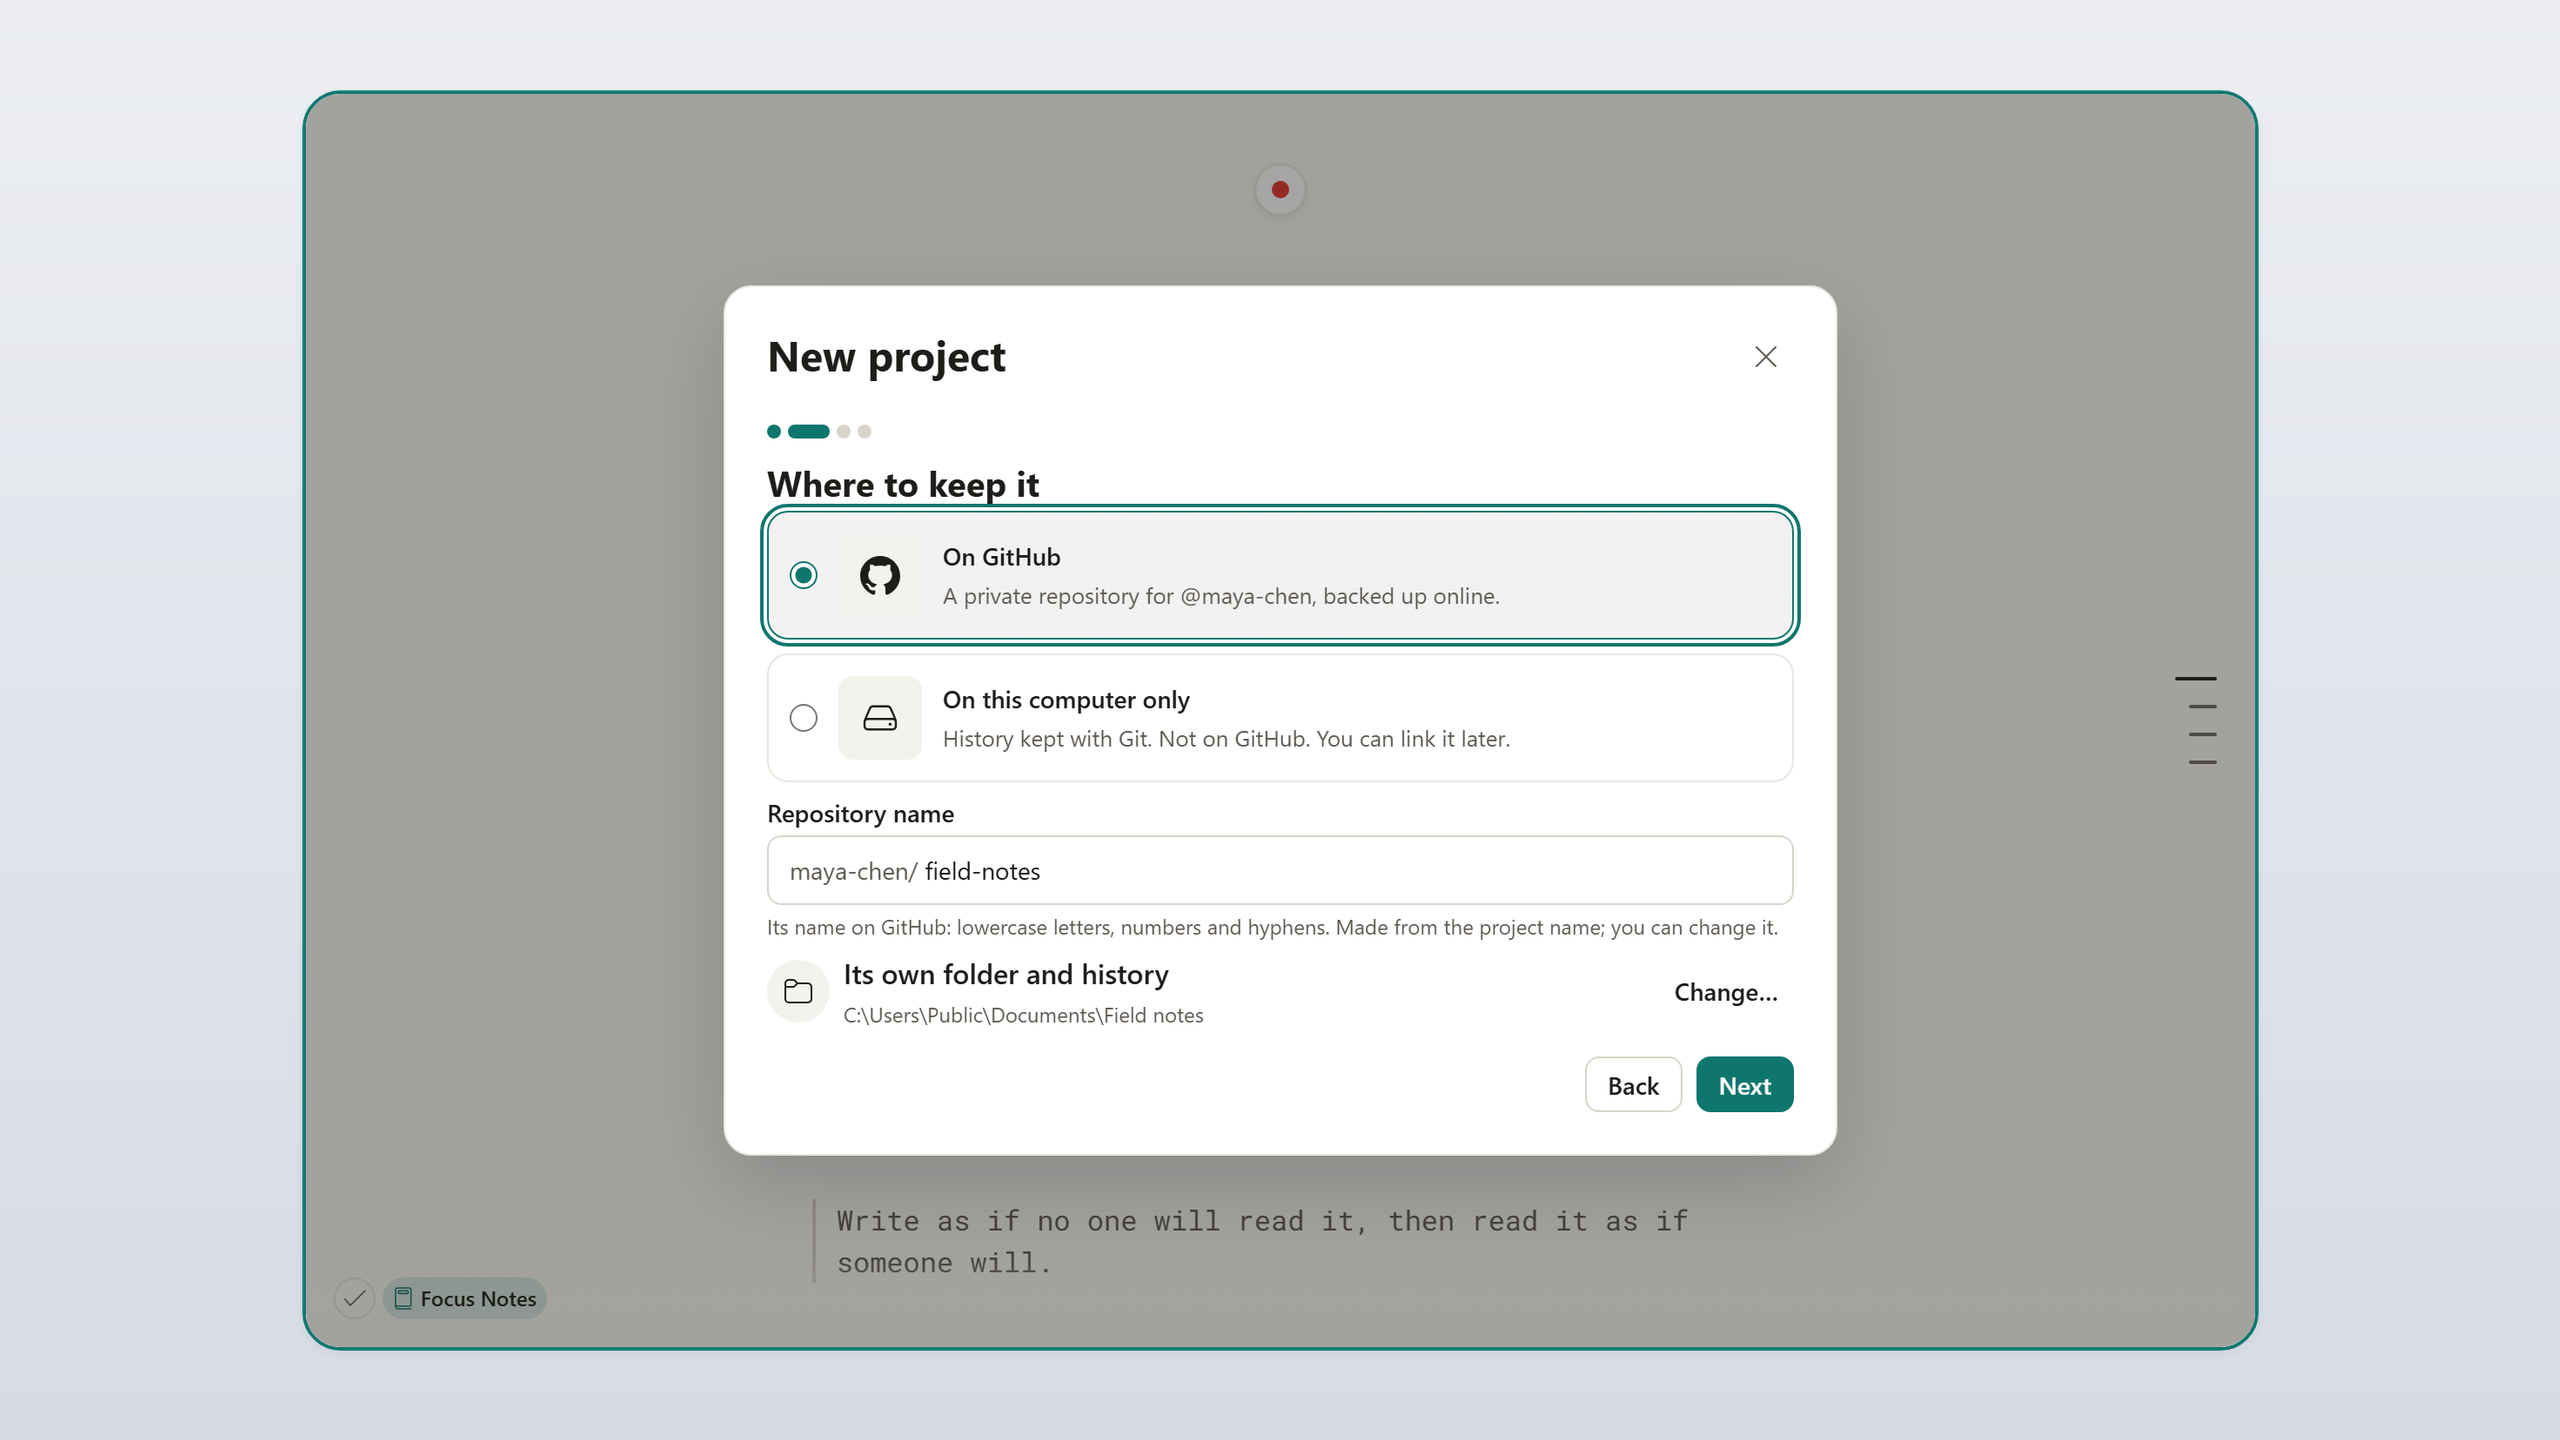 New project
Where to keep it
On GitHub
A private repository for @maya-chen, backed up online.
On this computer only
History kept with Git. Not on GitHub. You can link it later.
Repository name
maya-chen/ field-notes
Its name on GitHub: lowercase letters, numbers and hyphens. Made from the project name; you can change it.
Its own folder and history
C:\Users\Public\Documents\Field notes
Change...
Back
Next
Write as if no one will read it, then read it as if
someone will.
Focus Notes